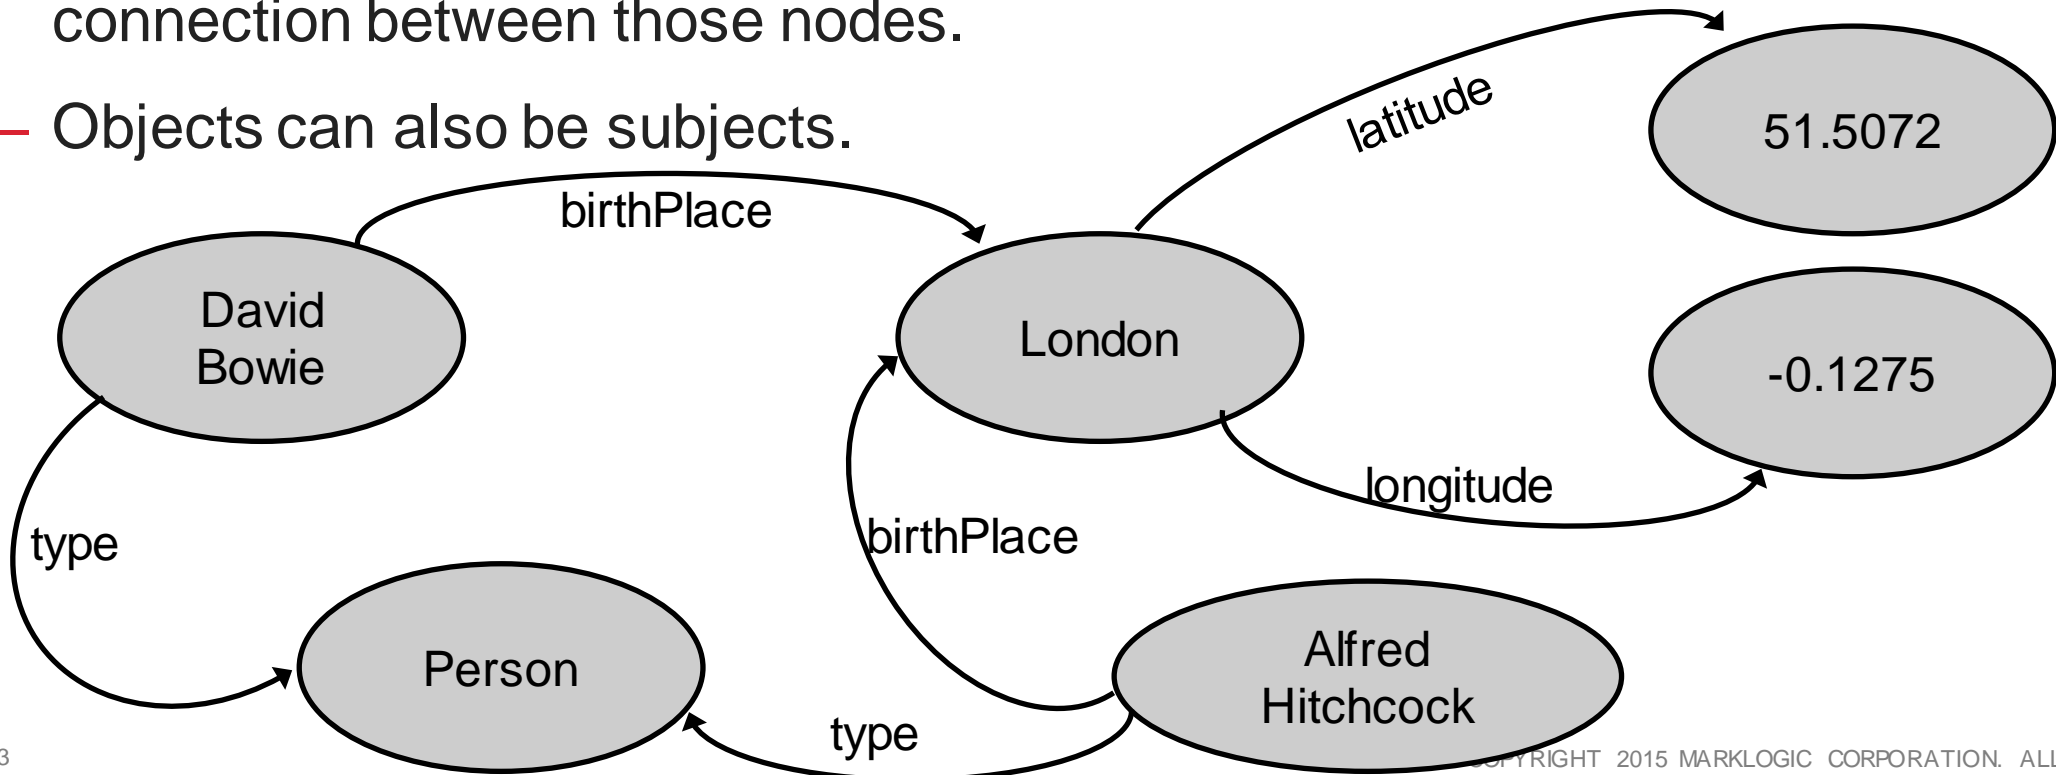 connection between those nodes.
– Objects can also be subjects.
latitude
51.5072
birthPlace
David
Bowie
London
-0.1275
longitude
birthPlace
type
Person
Alfred
Hitchcock
type
3
2015 MARKLOGIC CORPORATION. ALL